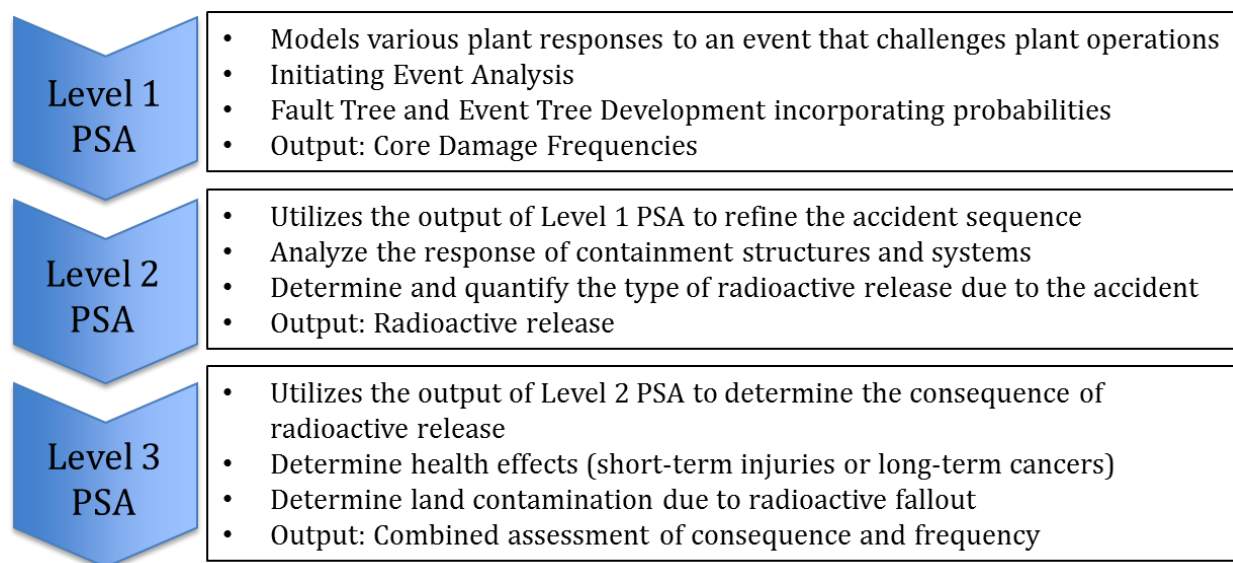 Level 1
PSA
• Models various plant responses to an event that challenges plant operations
• Initiating Event Analysis
• Fault Tree and Event Tree Development incorporating probabilities
• Output: Core Damage Frequencies
Level 2
PSA
• Utilizes the output of Level 1 PSA to refine the accident sequence
• Analyze the response of containment structures and systems
• Determine and quantify the type of radioactive release due to the accident
• Output: Radioactive release
Level 3
PSA
• Utilizes the output of Level 2 PSA to determine the consequence of
radioactive release
• Determine health effects (short-term injuries or long-term cancers)
• Determine land contamination due to radioactive fallout
• Output: Combined assessment of consequence and frequency